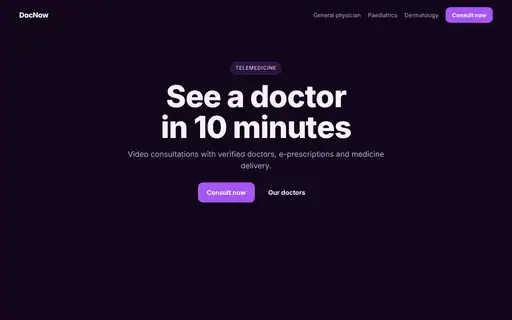 DocNow
General physician
Paediatrics
Dermatology
Consult now
TELEMEDICINE
See a doctor
in 10 minutes
Video consultations with verified doctors, e-prescriptions and medicine
delivery.
Consult now
Our doctors